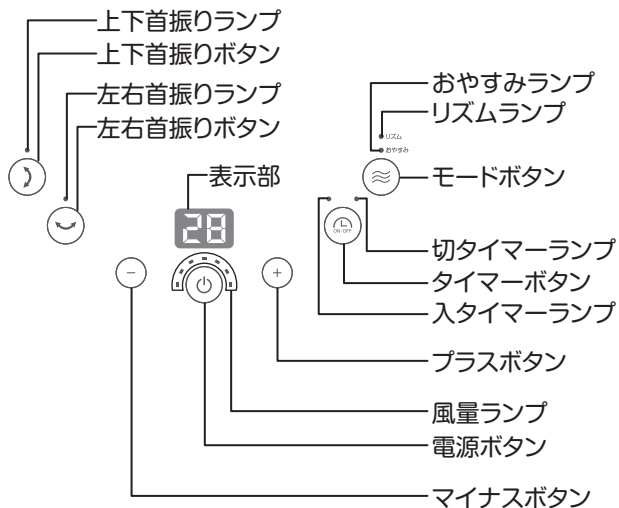 上下首振りランプ
上下首振りボタン
左右首振りランプ
左右首振りボタン
おやすみランプ
リズムランプ
リズム
おやすみ
表示部
モードボタン
28
ON・OFF
切タイマーランプ
タイマーボタン
入タイマーランプ
プラスボタン
風量ランプ
電源ボタン
マイナスボタン